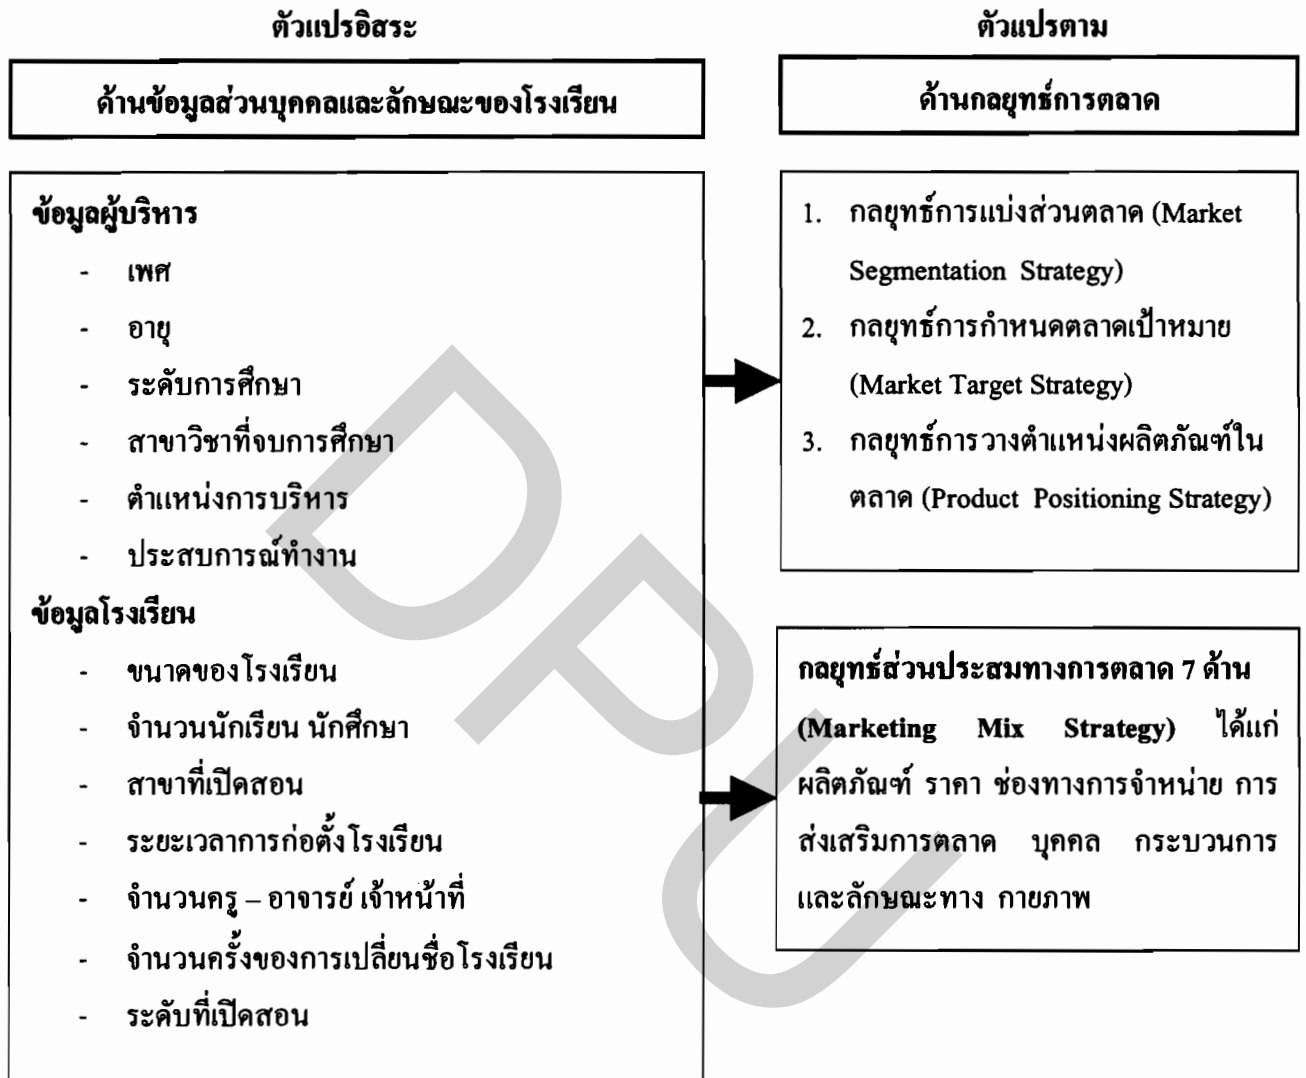 ตัวแปรอิสระ
ด้านข้อมูลส่วนบุคคลและลักษณะของโรงเรียน
ข้อมูลผู้บริหาร
- เพศ
- อายุ
- ระดับการศึกษา
- สาขาวิชาที่จบการศึกษา
- ตำแหน่งการบริหาร
- ประสบการณ์ทำงาน
ข้อมูลโรงเรียน
- ขนาดของโรงเรียน
- จำนวนนักเรียน นักศึกษา
- สาขาที่เปิดสอน
- ระยะเวลาการก่อตั้งโรงเรียน
- จำนวนครู – อาจารย์ เจ้าหน้าที่
- จำนวนครั้งของการเปลี่ยนชื่อโรงเรียน
- ระดับที่เปิดสอน
ตัวแปรตาม
ด้านกลยุทธ์การตลาด
1. กลยุทธ์การแบ่งส่วนตลาด (Market
Segmentation Strategy)
2. กลยุทธ์การกำหนดตลาดเป้าหมาย
(Market Target Strategy)
3. กลยุทธ์การวางตำแหน่งผลิตภัณฑ์ใน
ตลาด (Product Positioning Strategy)
กลยุทธ์ส่วนประสมทางการตลาด 7 ด้าน
(Marketing Mix Strategy) ได้แก่
ผลิตภัณฑ์ ราคา ช่องทางการจำหน่าย การ
ส่งเสริมการตลาด บุคคล กระบวนการ
และลักษณะทาง กายภาพ
DPU